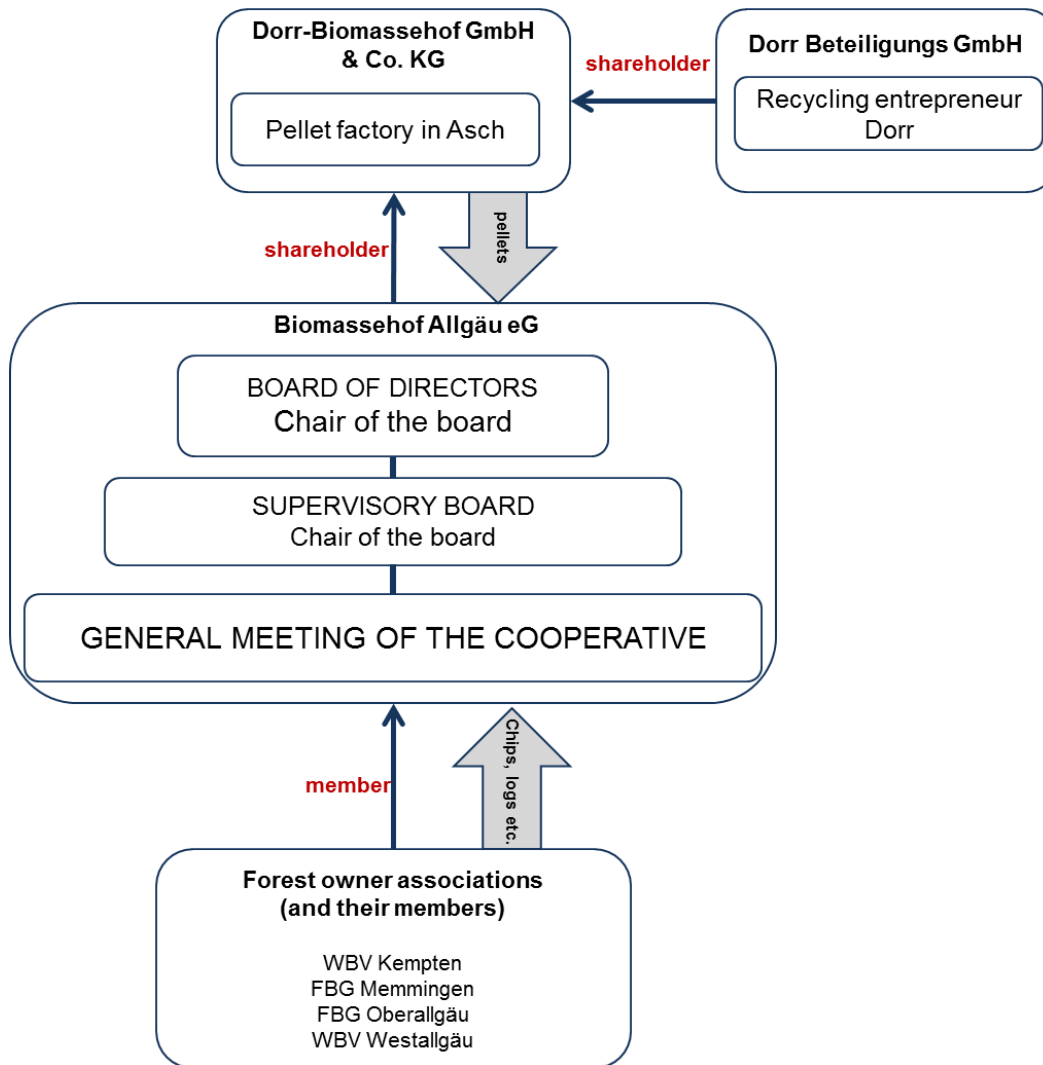 Dorr-Biomassehof GmbH
& Co. KG
Pellet factory in Asch
shareholder
Dorr Beteiligungs GmbH
Recycling entrepreneur
Dorr
shareholder
pellets
Biomassehof Allgäu eG
BOARD OF DIRECTORS
Chair of the board
SUPERVISORY BOARD
Chair of the board
GENERAL MEETING OF THE COOPERATIVE
member
Chips, logs etc.
Forest owner associations
(and their members)
WBV Kempten
FBG Memmingen
FBG Oberallgäu
WBV Westallgäu